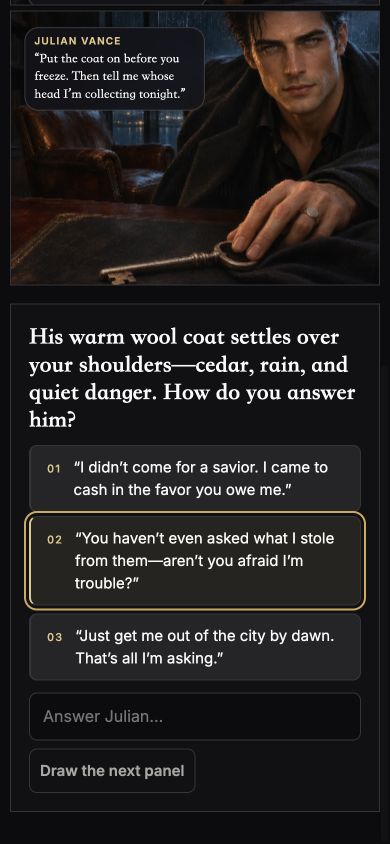 JULIAN VANCE
“Put the coat on before you
freeze. Then tell me whose
head I’m collecting tonight.”
His warm wool coat settles over
your shoulders—cedar, rain, and
quiet danger. How do you answer
him?
01 “I didn’t come for a savior. I came to
cash in the favor you owe me.”
02 “You haven’t even asked what I stole
from them—aren’t you afraid I’m
trouble?”
03 “Just get me out of the city by dawn.
That’s all I’m asking.”
Answer Julian...
Draw the next panel